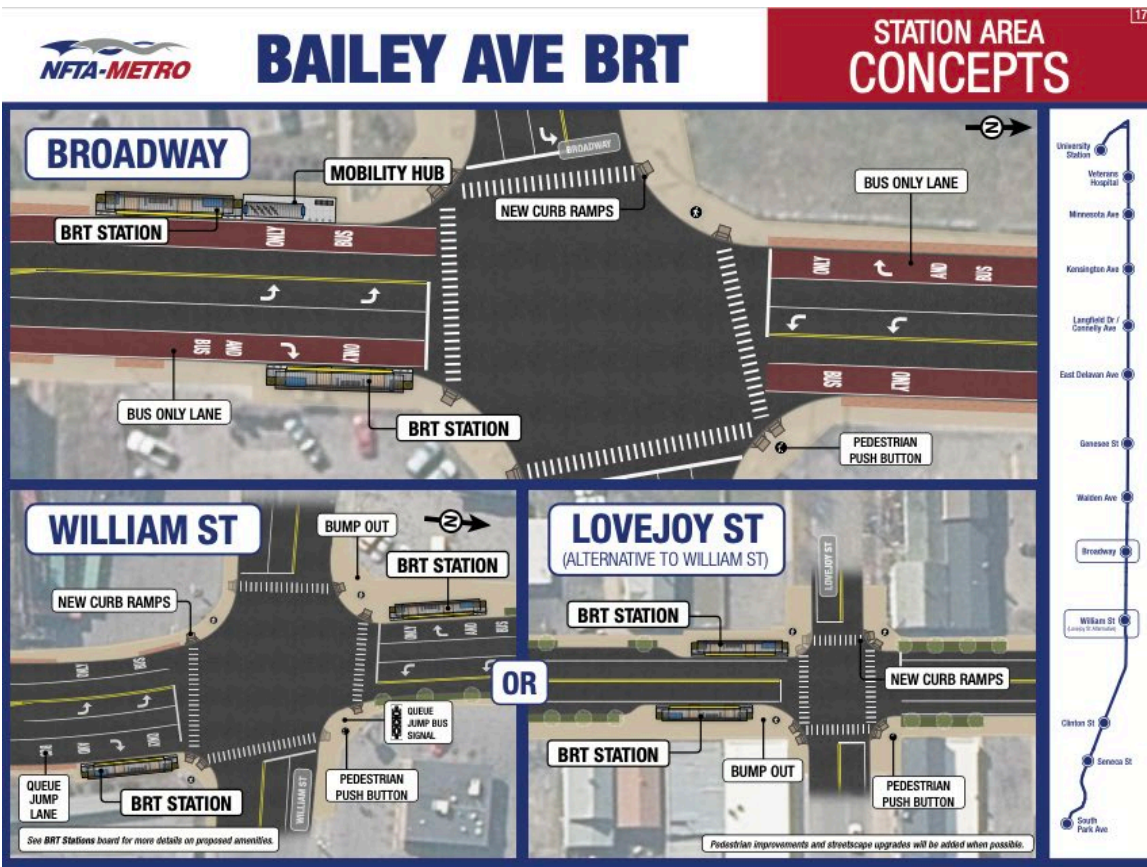 NFTA-METRO
BAILEY AVE BRT
STATION AREA
CONCEPTS
17
BROADWAY
MOBILITY HUB
BRT STATION
BROADWAY
NEW CURB RAMPS
N
BUS ONLY LANE
ONLY
BUS
ONLY
AND
BUS
BUS
AND
ONLY
BUS
ONLY
BUS ONLY LANE
BRT STATION
PEDESTRIAN
PUSH BUTTON
WILLIAM ST
BUMP OUT
N
BRT STATION
NEW CURB RAMPS
ONLY
BUS
ONLY
AND
BUS
QUEUE
JUMP BUS
SIGNAL
AND
ONLY
QUEUE
JUMP
LANE
BRT STATION
WILLIAM ST
PEDESTRIAN
PUSH BUTTON
See BRT Stations board for more details on proposed amenities.
OR
LOVEJOY ST
(ALTERNATIVE TO WILLIAM ST)
LOVEJOY ST
BRT STATION
NEW CURB RAMPS
BRT STATION
BUMP OUT
PEDESTRIAN
PUSH BUTTON
Pedestrian improvements and streetscape upgrades will be added when possible.
University
Station
Veterans
Hospital
Minnesota Ave
Kensington Ave
Langfield Dr /
Connelly Ave
East Delavan Ave
Genesee St
Walden Ave
Broadway
William St
(Lovejoy St Alternative)
Clinton St
Seneca St
South
Park Ave